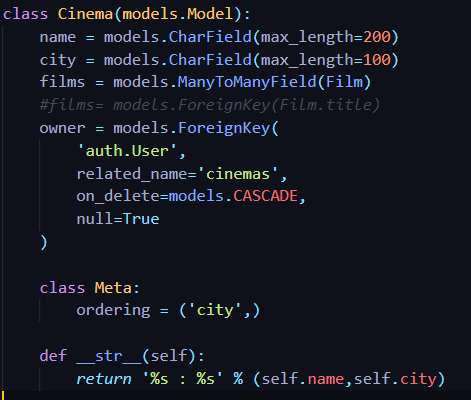 class Cinema(models.Model):
    name = models.CharField(max_length=200)
    city = models.CharField(max_length=100)
    films = models.ManyToManyField(Film)
    #films= models.ForeignKey(Film.title)
    owner = models.ForeignKey(
        'auth.User',
        related_name='cinemas',
        on_delete=models.CASCADE,
        null=True
    )

    class Meta:
        ordering = ('city',)

    def __str__(self):
        return '%s : %s' % (self.name,self.city)